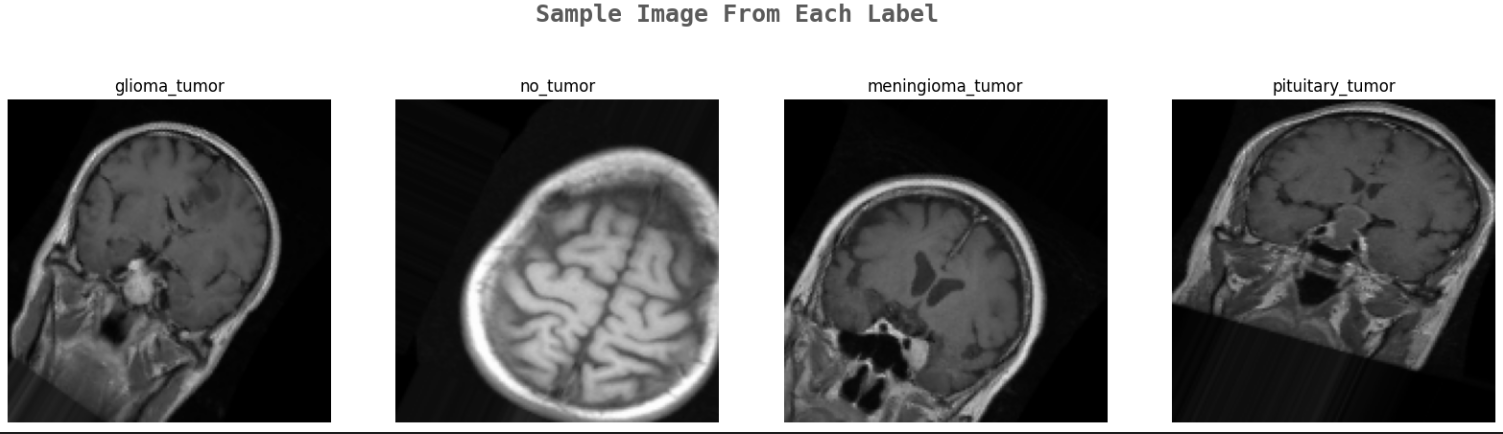 Sample Image From Each Label
glioma_tumor
no_tumor
meningioma_tumor
pituitary_tumor